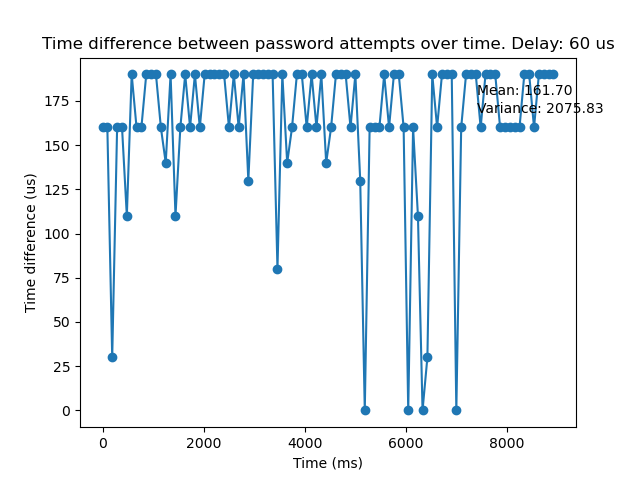 Time difference between password attempts over time. Delay: 60 us
Mean: 161.70
Variance: 2075.83
175
150
125
100
75
50
25
0
Time difference (us)
0 2000 4000 6000 8000
Time (ms)